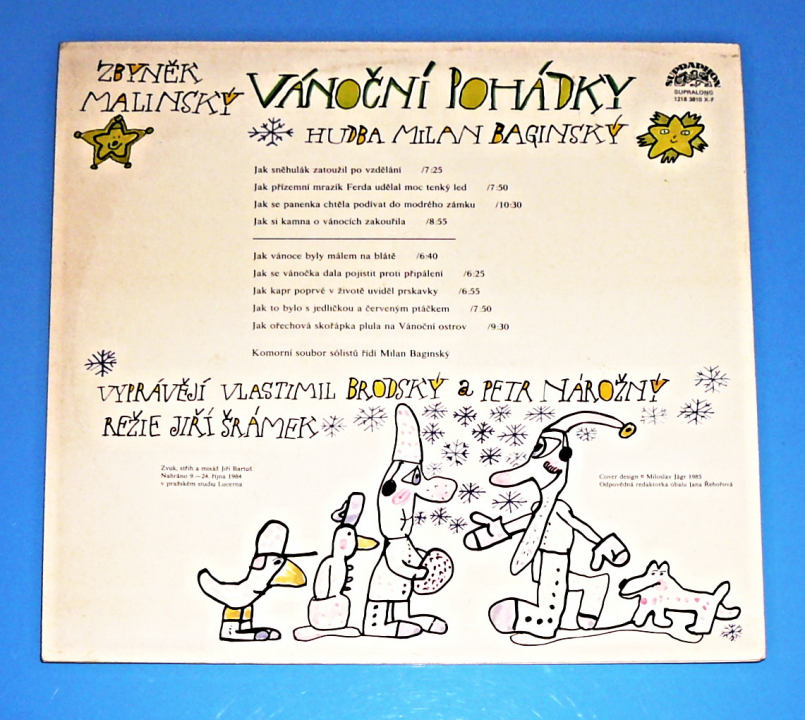 ZBYNĚK
MALINSKÝ
VÁNOČNÍ POHÁDKY
HUDBA MILAN BAGINSKÝ
SUPRAPHON
SUPRALONG
1218 3810 X-F
Jak sněhulák zatoužil po vzdělání /7:25
Jak přízemní mrazík Ferda udělal moc tenký led /7:50
Jak se panenka chtěla podívat do modrého zámku /10:30
Jak si kamna o vánocích zakouřila /8:55
Jak vánoce byly málem na blátě /6:40
Jak se vánočka dala pojistit proti připálení /6:25
Jak kapr poprvé v životě uviděl prskavky /6:55
Jak to bylo s jedličkou a červeným ptáčkem /7:50
Jak ořechová skořápka plula na Vánoční ostrov /9:30
Komorní soubor sólistů řídí Milan Baginský
VYPRÁVĚJÍ VLASTIMIL BRODSKÝ a PETR NÁROŽNÝ
REŽIE JIŘÍ ŠRÁMEK
Zvuk, střih a mixáž Jiří Bartoš
Nahráno 9.–24. října 1984
v pražském studiu Lucerna
Cover design © Miloslav Jágr 1985
Odpovědná redaktorka obalu Jana Řehořová